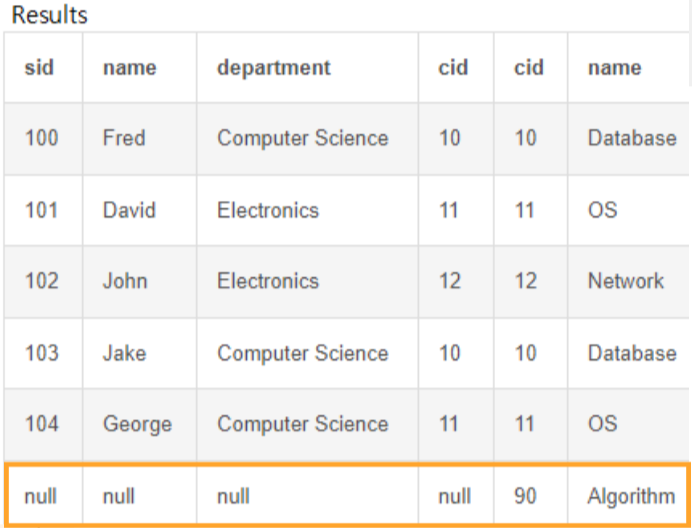 Results
sid name department cid cid name
100 Fred Computer Science 10 10 Database
101 David Electronics 11 11 OS
102 John Electronics 12 12 Network
103 Jake Computer Science 10 10 Database
104 George Computer Science 11 11 OS
null null null null 90 Algorithm